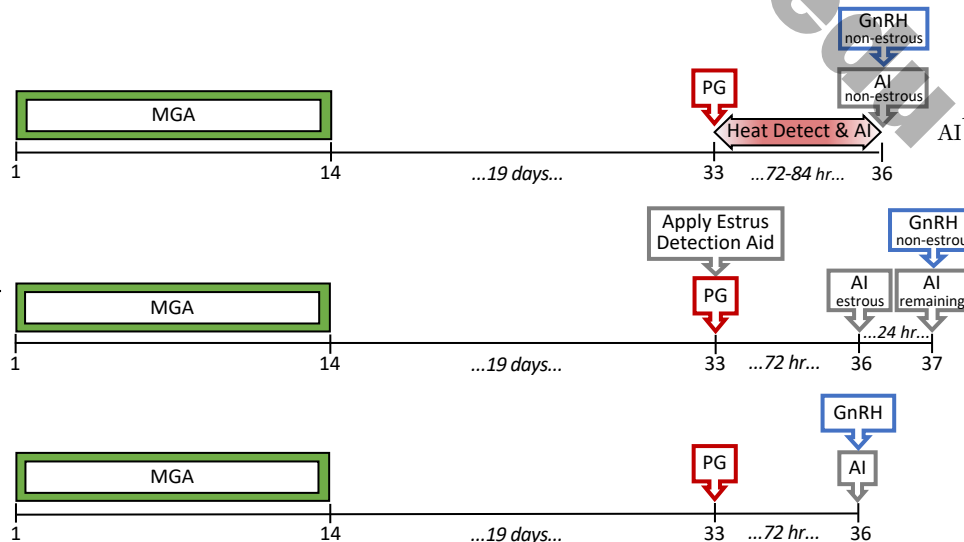 GnRH
non-estrous
PG
AI
non-estrous
MGA
Heat Detect & AI
AI
1
14
...19 days...
33
...72-84 hr...
36
Apply Estrus
Detection Aid
GnRH
non-estrou
MGA
PG
AI
estrous
AI
remaining
...24 hr...
1
14
...19 days...
33
...72 hr...
36
37
GnRH
MGA
PG
AI
1
14
...19 days...
33
...72 hr...
36